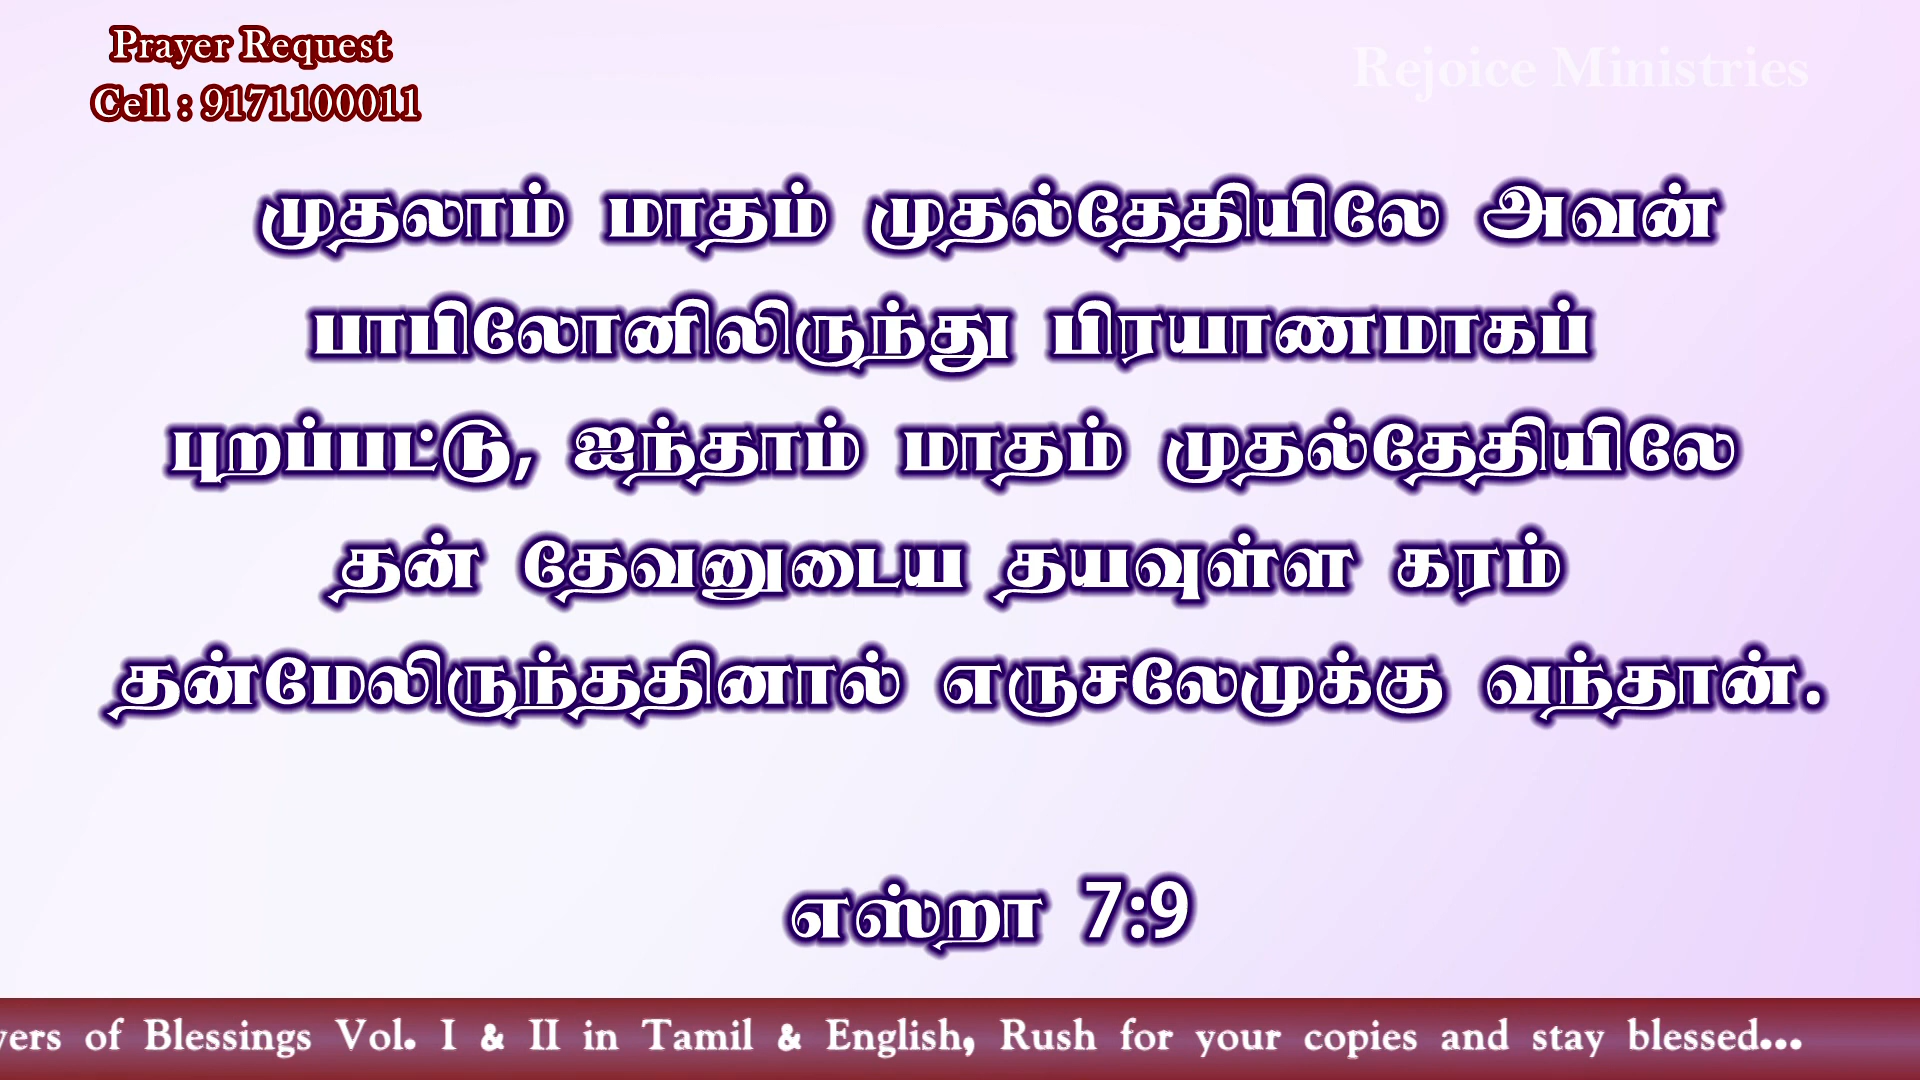 Prayer Request
Cell : 9171100011
Rejoice Ministries
முதலாம் மாதம் முதல்தேதியிலே அவன்
பாபிலோனிலிருந்து பிரயாணமாகப்
புறப்பட்டு, ஐந்தாம் மாதம் முதல்தேதியிலே
தன் தேவனுடைய தயவுள்ள கரம்
தன்மேலிருந்ததினால் எருசலேமுக்கு வந்தான்.
எஸ்றா 7:9
of Blessings Vol. I & II in Tamil & English, Rush for your copies and stay blessed...